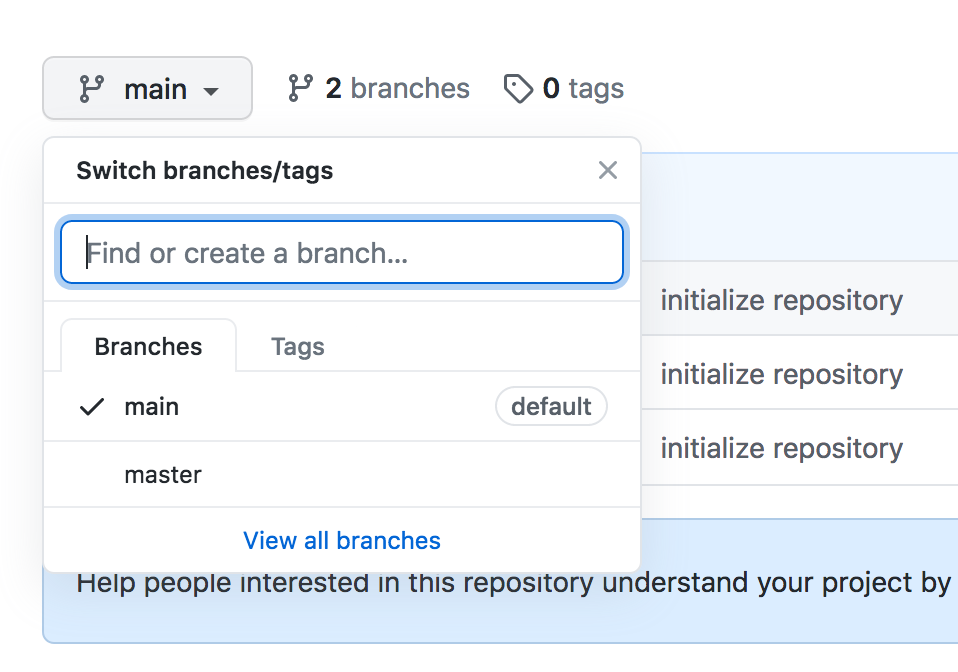 main 2 branches 0 tags
Switch branches/tags
Find or create a branch...
initialize repository
Branches Tags
initialize repository
main default
initialize repository
master
View all branches
Help people interested in this repository understand your project by